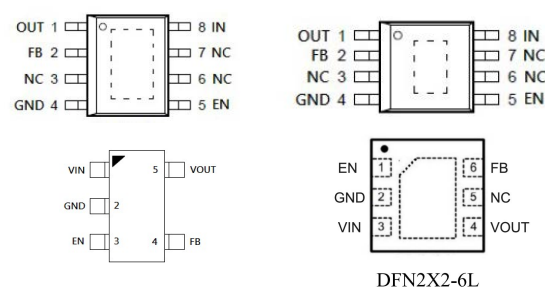 OUT 1 8 IN
FB 2 7 NC
NC 3 6 NC
GND 4 5 EN
OUT 1 8 IN
FB 2 7 NC
NC 3 6 NC
GND 4 5 EN
VIN 5 VOUT
GND 2
EN 3 4 FB
EN 1 6 FB
GND 2 5 NC
VIN 3 4 VOUT
DFN2X2-6L